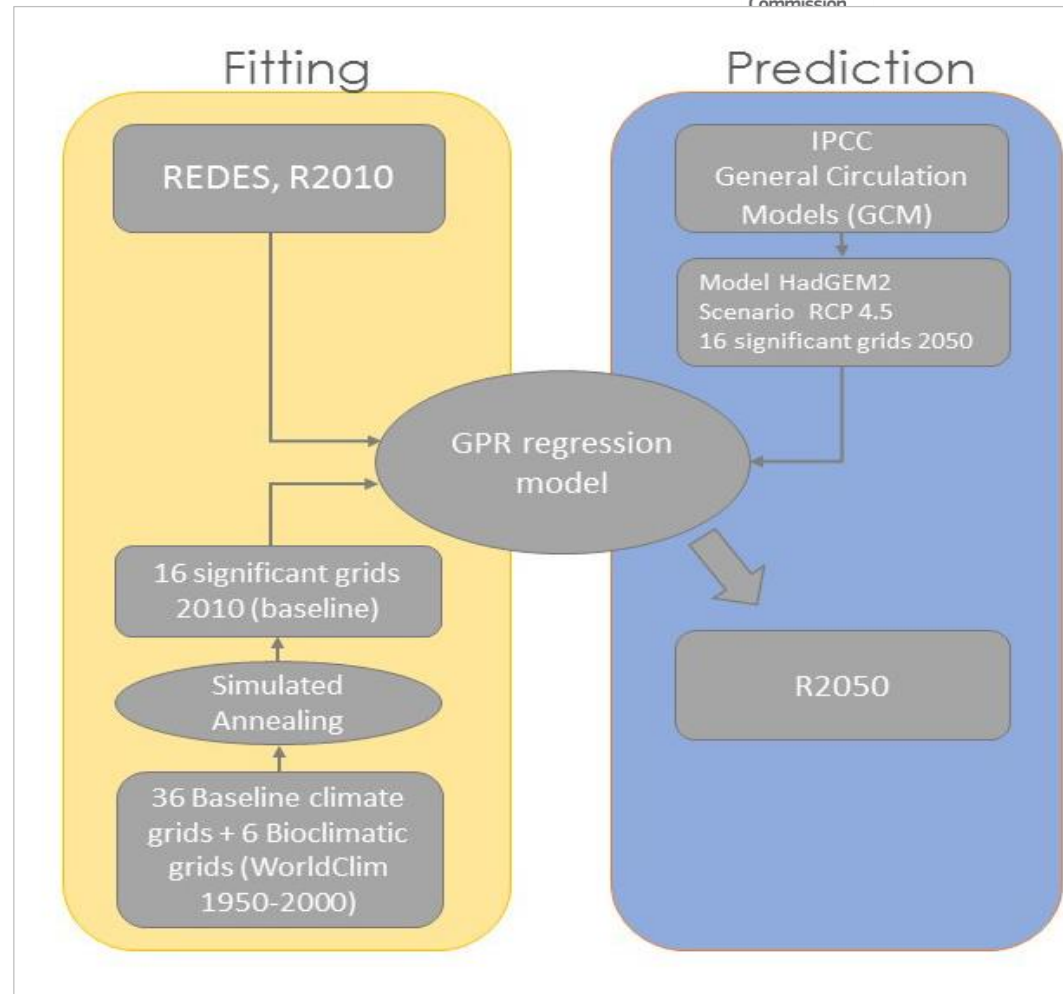 Commission
Fitting
Prediction
REDES, R2010
IPCC
General Circulation
Models (GCM)
Model HadGEM2
Scenario RCP 4.5
16 significant grids 2050
GPR regression
model
16 significant grids
2010 (baseline)
Simulated
Annealing
36 Baseline climate
grids + 6 Bioclimatic
grids (WorldClim
1950-2000)
R2050